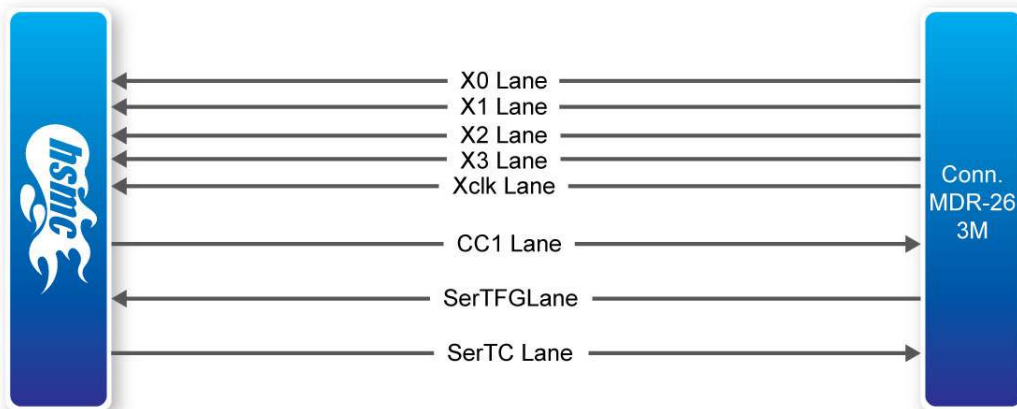 hsmc
X0 Lane
X1 Lane
X2 Lane
X3 Lane
Xclk Lane
CC1 Lane
SerTFGLane
SerTC Lane
Conn.
MDR-26
3M